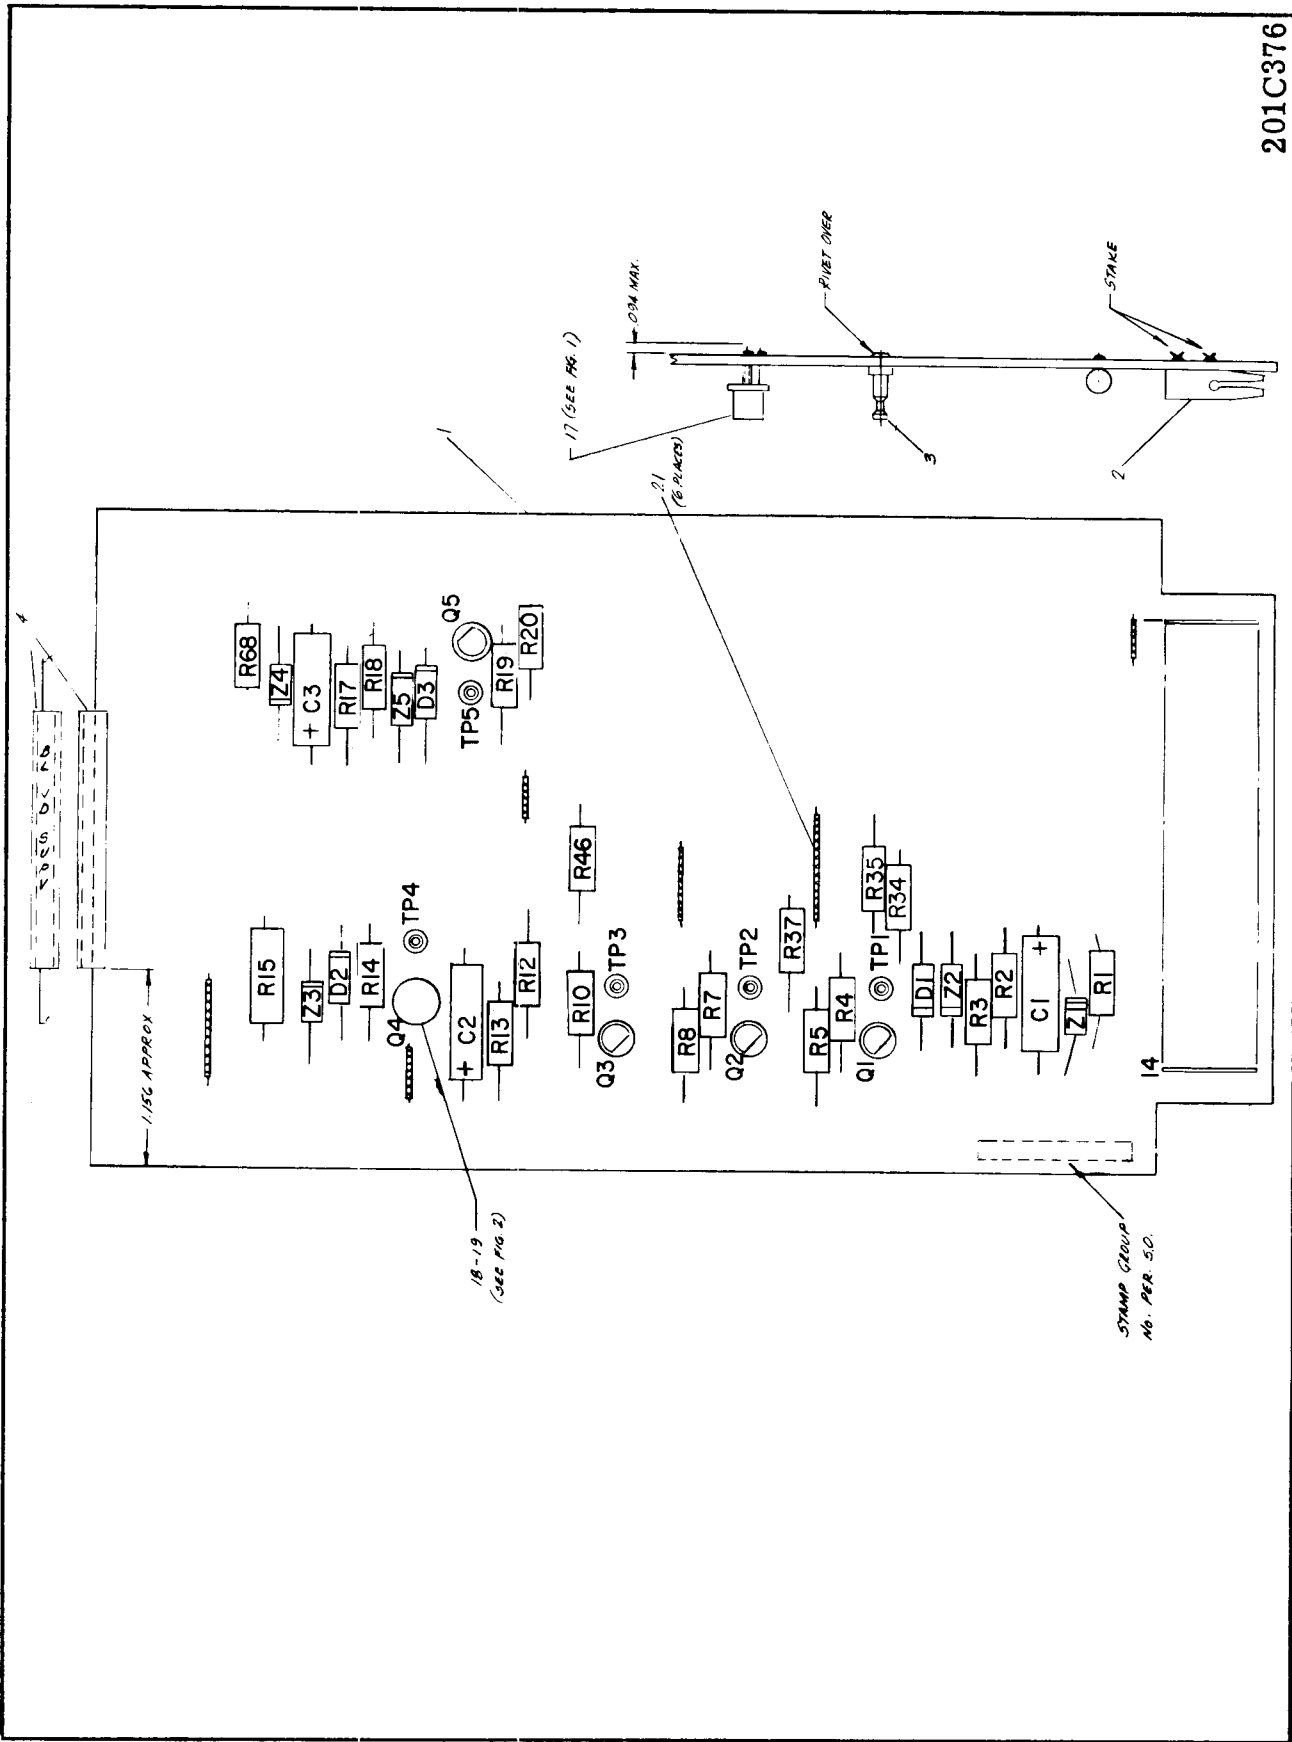 201C376
4
1.156 APPROX
1
17 (SEE FIG. 1)
.094 MAX.
RIVET OVER
STAKE
3
2
21
(6 PLACES)
R68
Z4
+ C3
R17
R18
Z5
D3
Q5
TP5
R19
R20
R15
Z3
D2
R14
TP4
Q4
+ C2
R13
R12
R46
R10
TP3
Q3
R8
R7
TP2
Q2
R37
R5
R4
TP1
Q1
R35
R34
D1
Z2
R3
R2
C1 +
Z1
R1
14
1
18-19
(SEE FIG. 2)
STAMP GROUP
NO. PER. S.O.